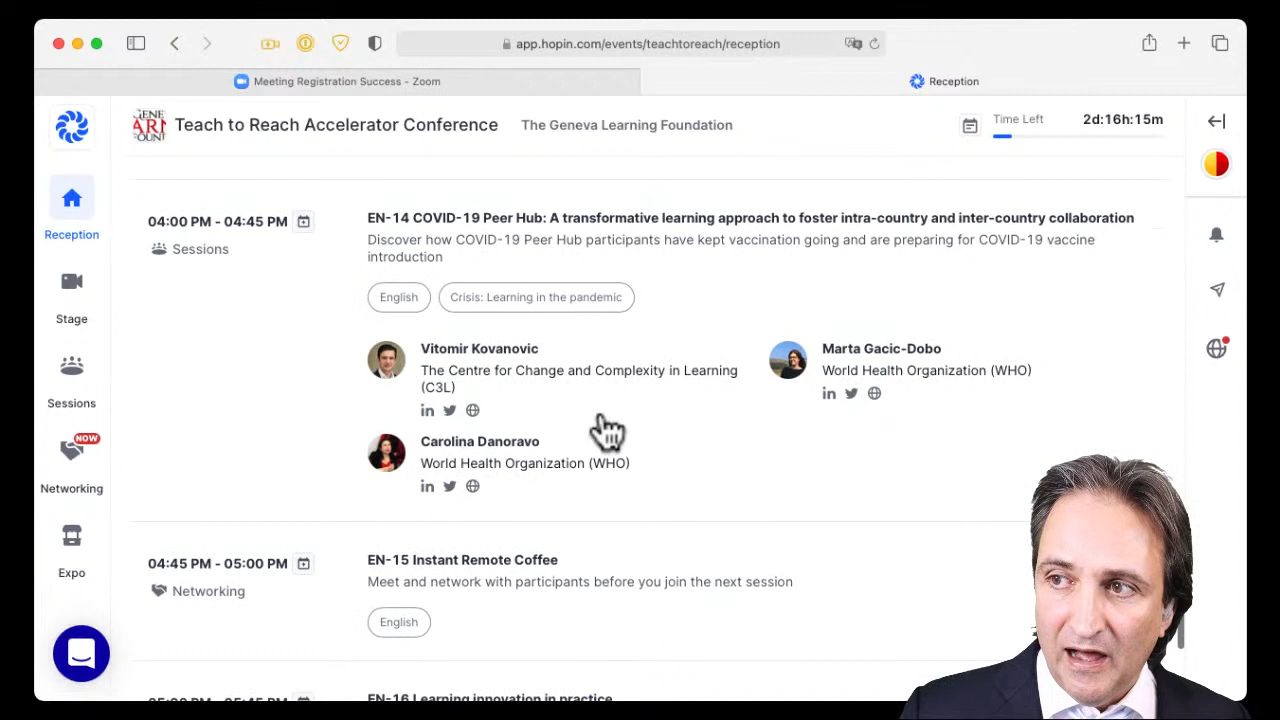 app.hopin.com/events/teachtoreach/reception
Meeting Registration Success - Zoom
Reception
Teach to Reach Accelerator Conference
The Geneva Learning Foundation
Time Left
2d:16h:15m
Reception
Stage
Sessions
NOW
Networking
Expo
04:00 PM - 04:45 PM
Sessions
EN-14 COVID-19 Peer Hub: A transformative learning approach to foster intra-country and inter-country collaboration
Discover how COVID-19 Peer Hub participants have kept vaccination going and are preparing for COVID-19 vaccine
introduction
English
Crisis: Learning in the pandemic
Vitomir Kovanovic
The Centre for Change and Complexity in Learning
(C3L)
in
Marta Gacic-Dobo
World Health Organization (WHO)
in
Carolina Danoravo
World Health Organization (WHO)
in
04:45 PM - 05:00 PM
Networking
EN-15 Instant Remote Coffee
Meet and network with participants before you join the next session
English
EN-16 Learning innovation in practice